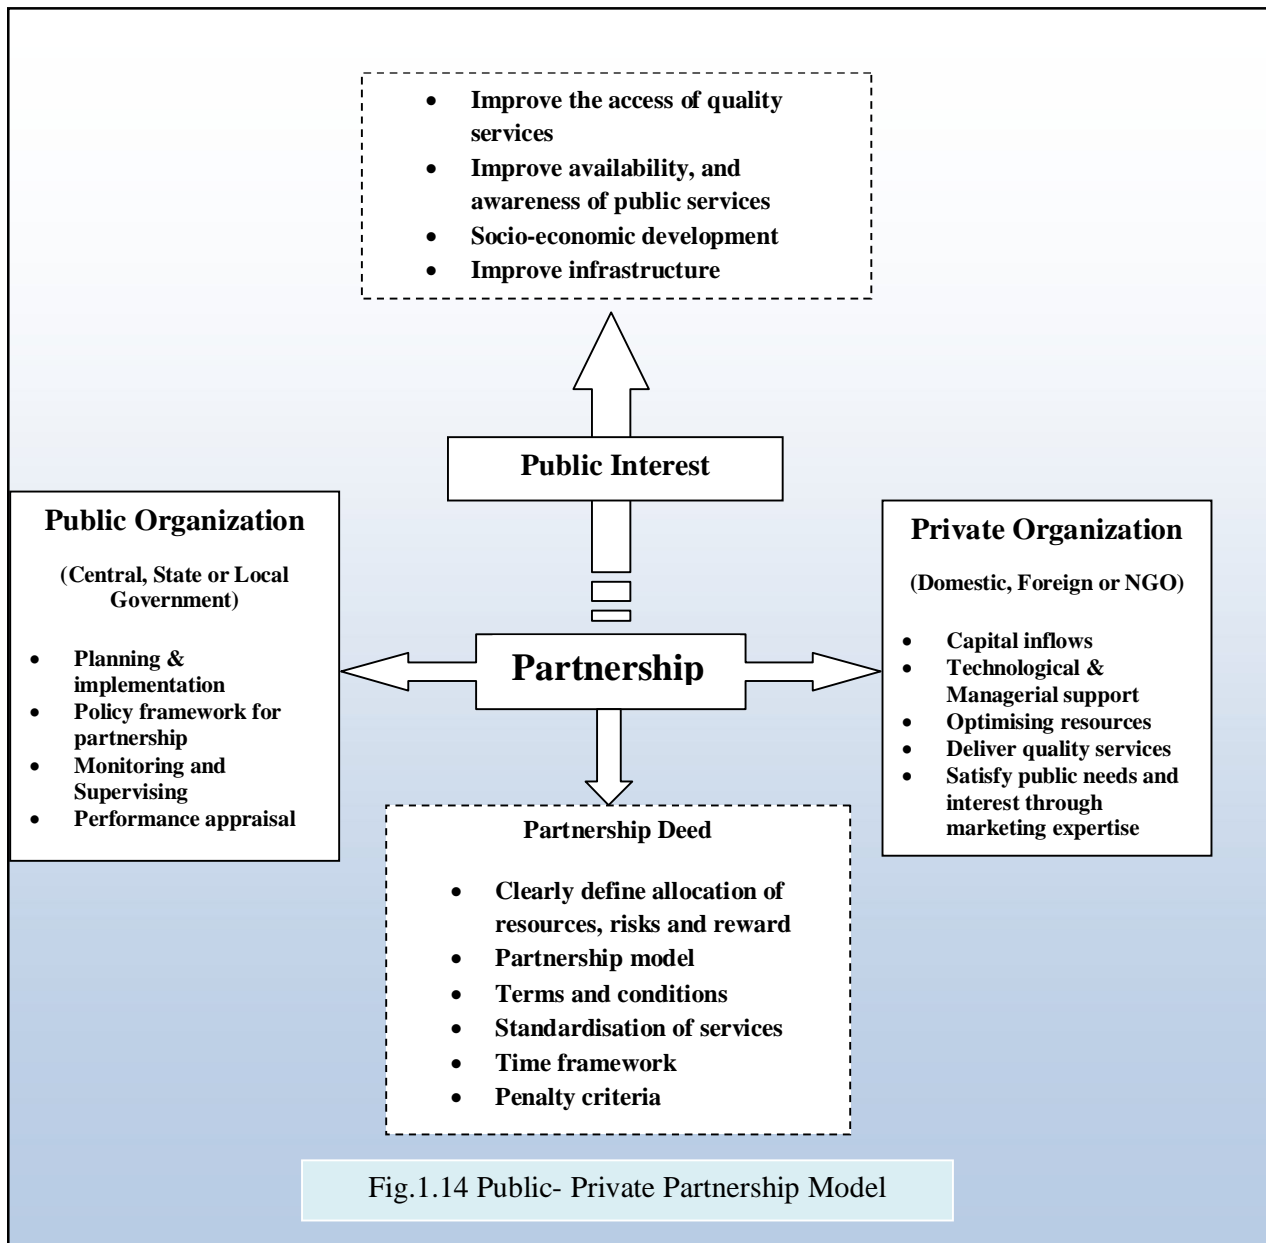 • Improve the access of quality
services
• Improve availability, and
awareness of public services
• Socio-economic development
• Improve infrastructure
Public Interest
Public Organization
(Central, State or Local
Government)
• Planning &
implementation
• Policy framework for
partnership
• Monitoring and
Supervising
• Performance appraisal
Partnership
Private Organization
(Domestic, Foreign or NGO)
• Capital inflows
• Technological &
Managerial support
• Optimising resources
• Deliver quality services
• Satisfy public needs and
interest through
marketing expertise
Partnership Deed
• Clearly define allocation of
resources, risks and reward
• Partnership model
• Terms and conditions
• Standardisation of services
• Time framework
• Penalty criteria
Fig.1.14 Public- Private Partnership Model